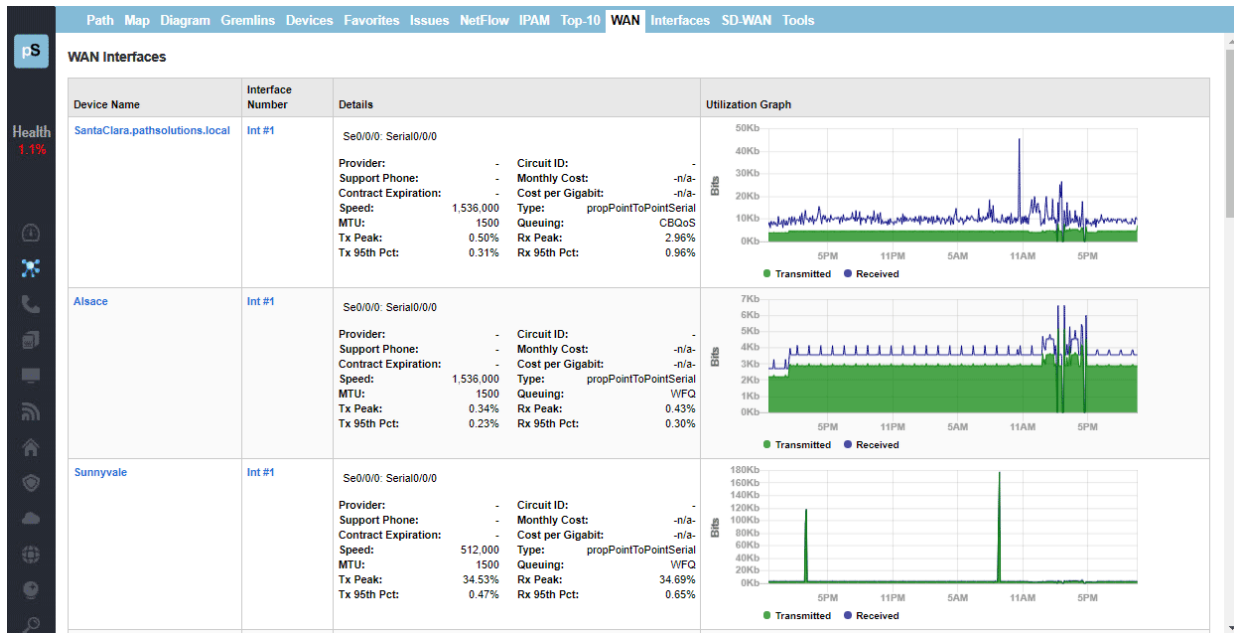 Path Map Diagram Gremlins Devices Favorites Issues NetFlow IPAM Top-10 WAN Interfaces SD-WAN Tools
pS
WAN Interfaces
Health
1.1%
Device Name Interface Number Details Utilization Graph
SantaClara.pathsolutions.local Int #1 Se0/0/0: Serial0/0/0
Provider: - Circuit ID: -
Support Phone: - Monthly Cost: -n/a-
Contract Expiration: - Cost per Gigabit: -n/a-
Speed: 1,536,000 Type: propPointToPointSerial
MTU: 1500 Queuing: CBQoS
Tx Peak: 0.50% Rx Peak: 2.96%
Tx 95th Pct: 0.31% Rx 95th Pct: 0.96%
50Kb
40Kb
30Kb
20Kb
10Kb
0Kb
Bits
5PM 11PM 5AM 11AM 5PM
Transmitted Received
Alsace Int #1 Se0/0/0: Serial0/0/0
Provider: - Circuit ID: -
Support Phone: - Monthly Cost: -n/a-
Contract Expiration: - Cost per Gigabit: -n/a-
Speed: 1,536,000 Type: propPointToPointSerial
MTU: 1500 Queuing: WFQ
Tx Peak: 0.34% Rx Peak: 0.43%
Tx 95th Pct: 0.23% Rx 95th Pct: 0.30%
7Kb
6Kb
5Kb
4Kb
3Kb
2Kb
1Kb
0Kb
Bits
5PM 11PM 5AM 11AM 5PM
Transmitted Received
Sunnyvale Int #1 Se0/0/0: Serial0/0/0
Provider: - Circuit ID: -
Support Phone: - Monthly Cost: -n/a-
Contract Expiration: - Cost per Gigabit: -n/a-
Speed: 512,000 Type: propPointToPointSerial
MTU: 1500 Queuing: WFQ
Tx Peak: 34.53% Rx Peak: 34.69%
Tx 95th Pct: 0.47% Rx 95th Pct: 0.65%
180Kb
160Kb
140Kb
120Kb
100Kb
80Kb
60Kb
40Kb
20Kb
0Kb
Bits
5PM 11PM 5AM 11AM 5PM
Transmitted Received